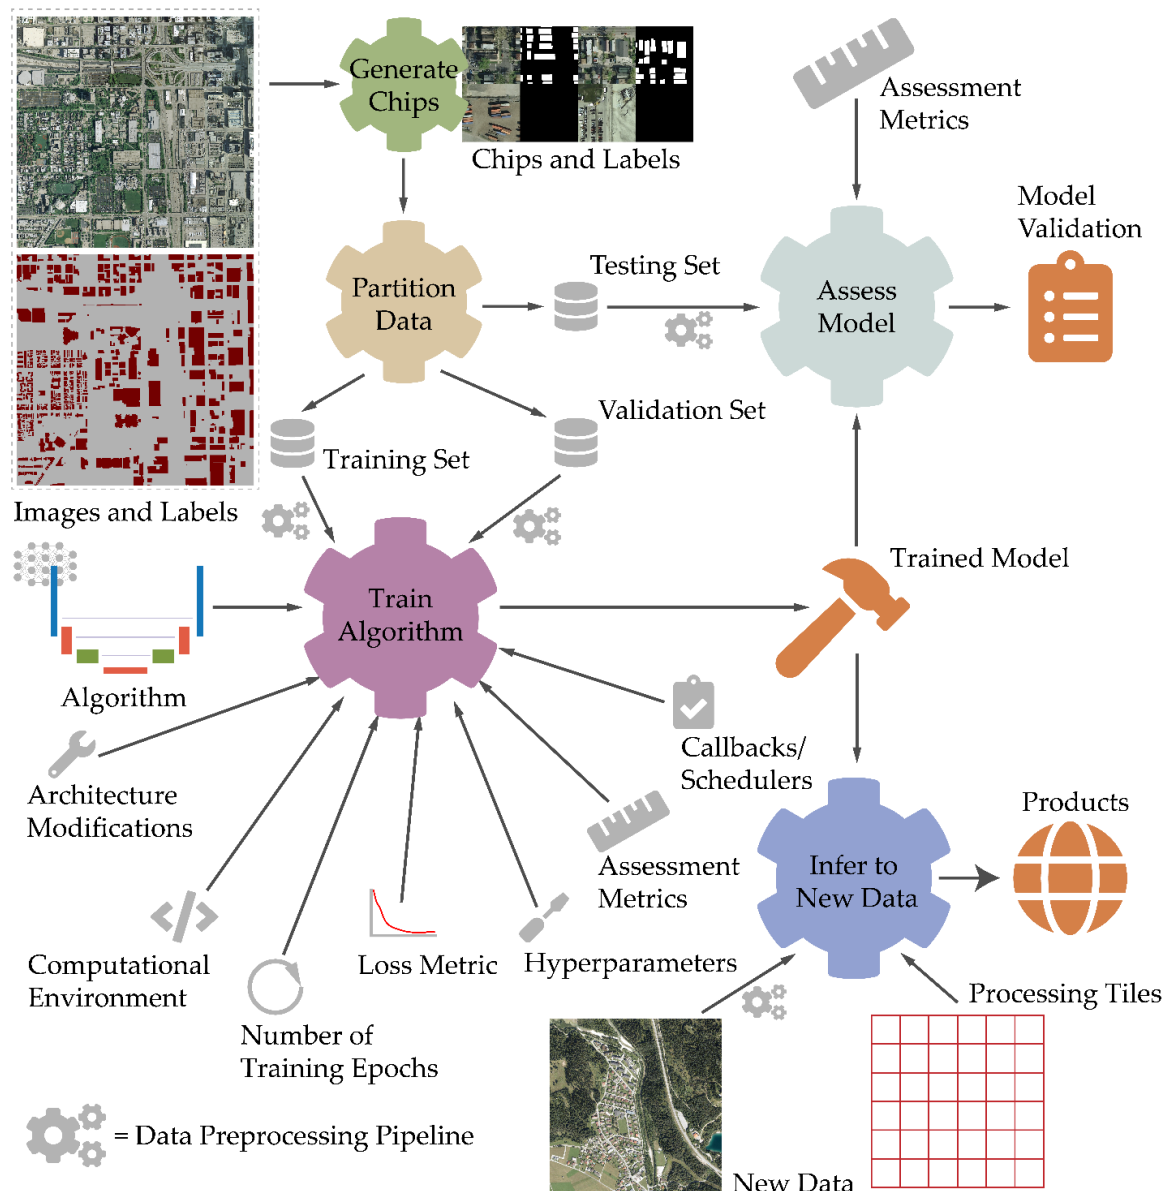 Generate
Chips
Chips and Labels
Assessment
Metrics
Partition
Data
Testing Set
Assess
Model
Model
Validation
Training Set
Validation Set
Images and Labels
Algorithm
Train
Algorithm
Trained Model
Architecture
Modifications
Computational
Environment
Number of
Training Epochs
Loss Metric
Hyperparameters
Assessment
Metrics
Callbacks/
Schedulers
Infer to
New Data
Products
Processing Tiles
New Data
= Data Preprocessing Pipeline